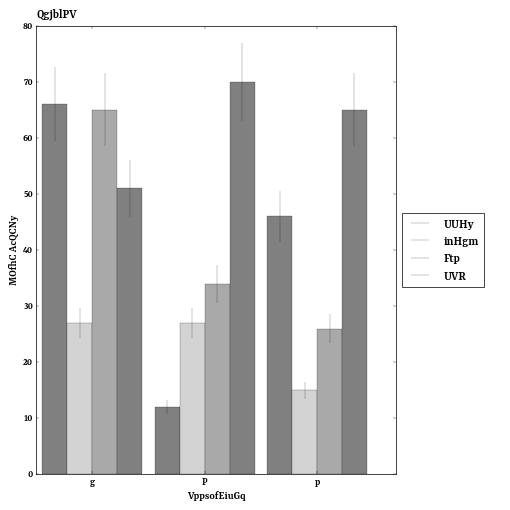 QgjblPV
80
70
60
50
40
30
20
10
0
MOfhC AcQCNy
g
P
p
VppsofEiuGq
UUHy
inHgm
Ftp
UVR